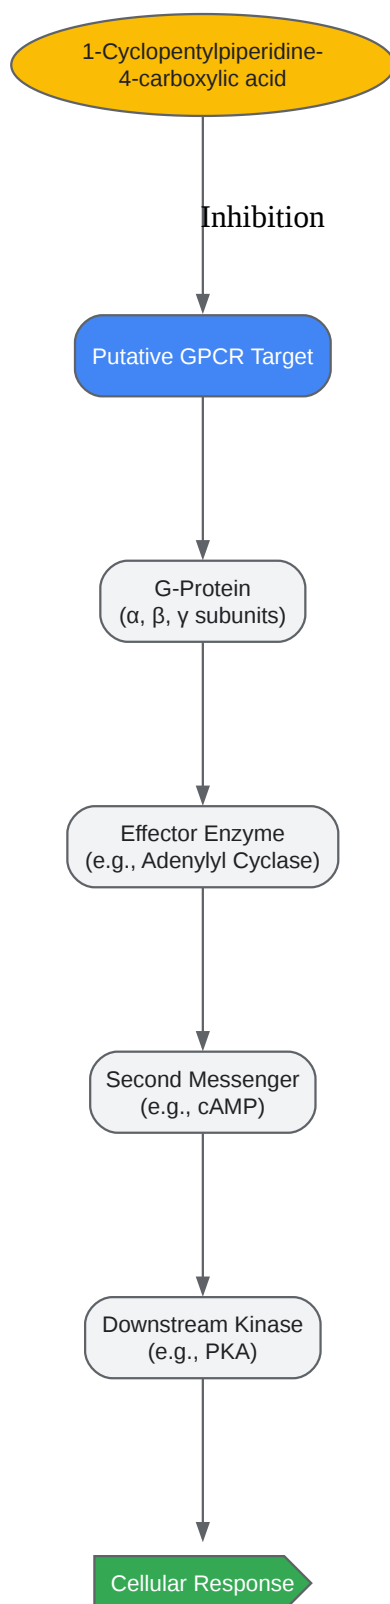 1-Cyclopentylpiperidine-
4-carboxylic acid
Inhibition
Putative GPCR Target
G-Protein
(α, β, γ subunits)
Effector Enzyme
(e.g., Adenylyl Cyclase)
Second Messenger
(e.g., cAMP)
Downstream Kinase
(e.g., PKA)
Cellular Response